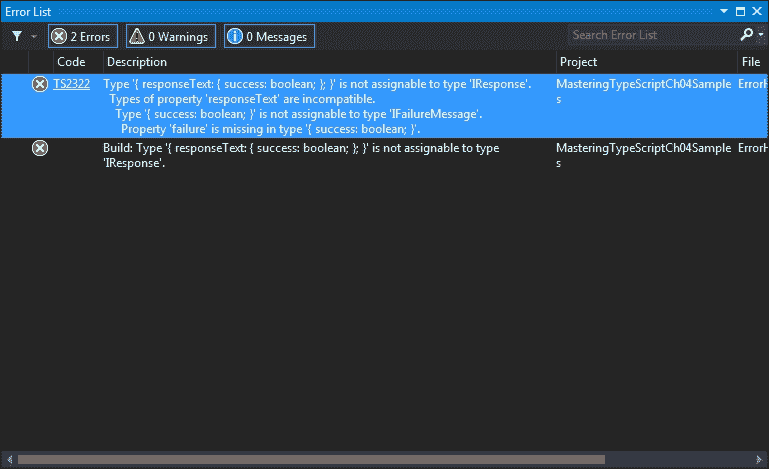 Error List
2 Errors
0 Warnings
0 Messages
Search Error List
Code Description Project File
TS2322 Type '{ responseText: { success: boolean; }; }' is not assignable to type 'IResponse'. MasteringTypeScriptCh04Sample ErrorH
Types of property 'responseText' are incompatible. s
Type '{ success: boolean; }' is not assignable to type 'IFailureMessage'.
Property 'failure' is missing in type '{ success: boolean; }'.
Build: Type '{ responseText: { success: boolean; }; }' is not assignable to type MasteringTypeScriptCh04Sample ErrorH
'IResponse'. s